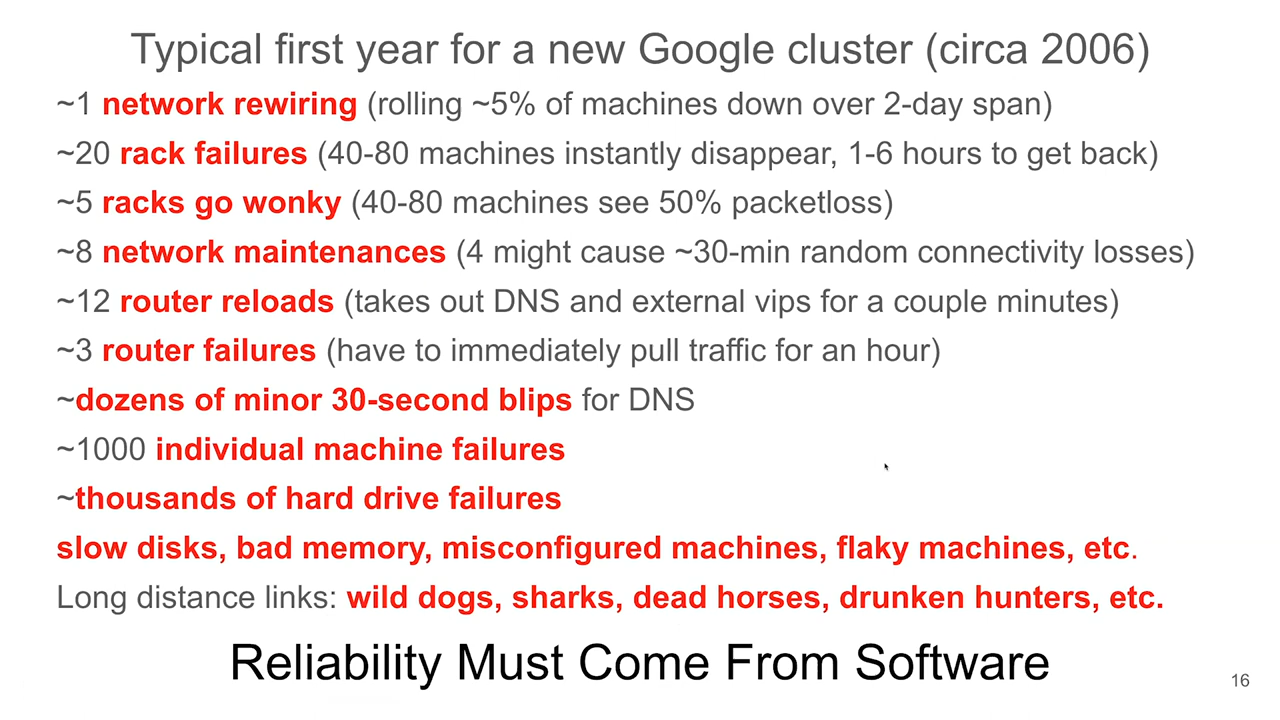 Typical first year for a new Google cluster (circa 2006)
~1 network rewiring (rolling ~5% of machines down over 2-day span)
~20 rack failures (40-80 machines instantly disappear, 1-6 hours to get back)
~5 racks go wonky (40-80 machines see 50% packetloss)
~8 network maintenances (4 might cause ~30-min random connectivity losses)
~12 router reloads (takes out DNS and external vips for a couple minutes)
~3 router failures (have to immediately pull traffic for an hour)
~dozens of minor 30-second blips for DNS
~1000 individual machine failures
~thousands of hard drive failures
slow disks, bad memory, misconfigured machines, flaky machines, etc.
Long distance links: wild dogs, sharks, dead horses, drunken hunters, etc.
Reliability Must Come From Software
16